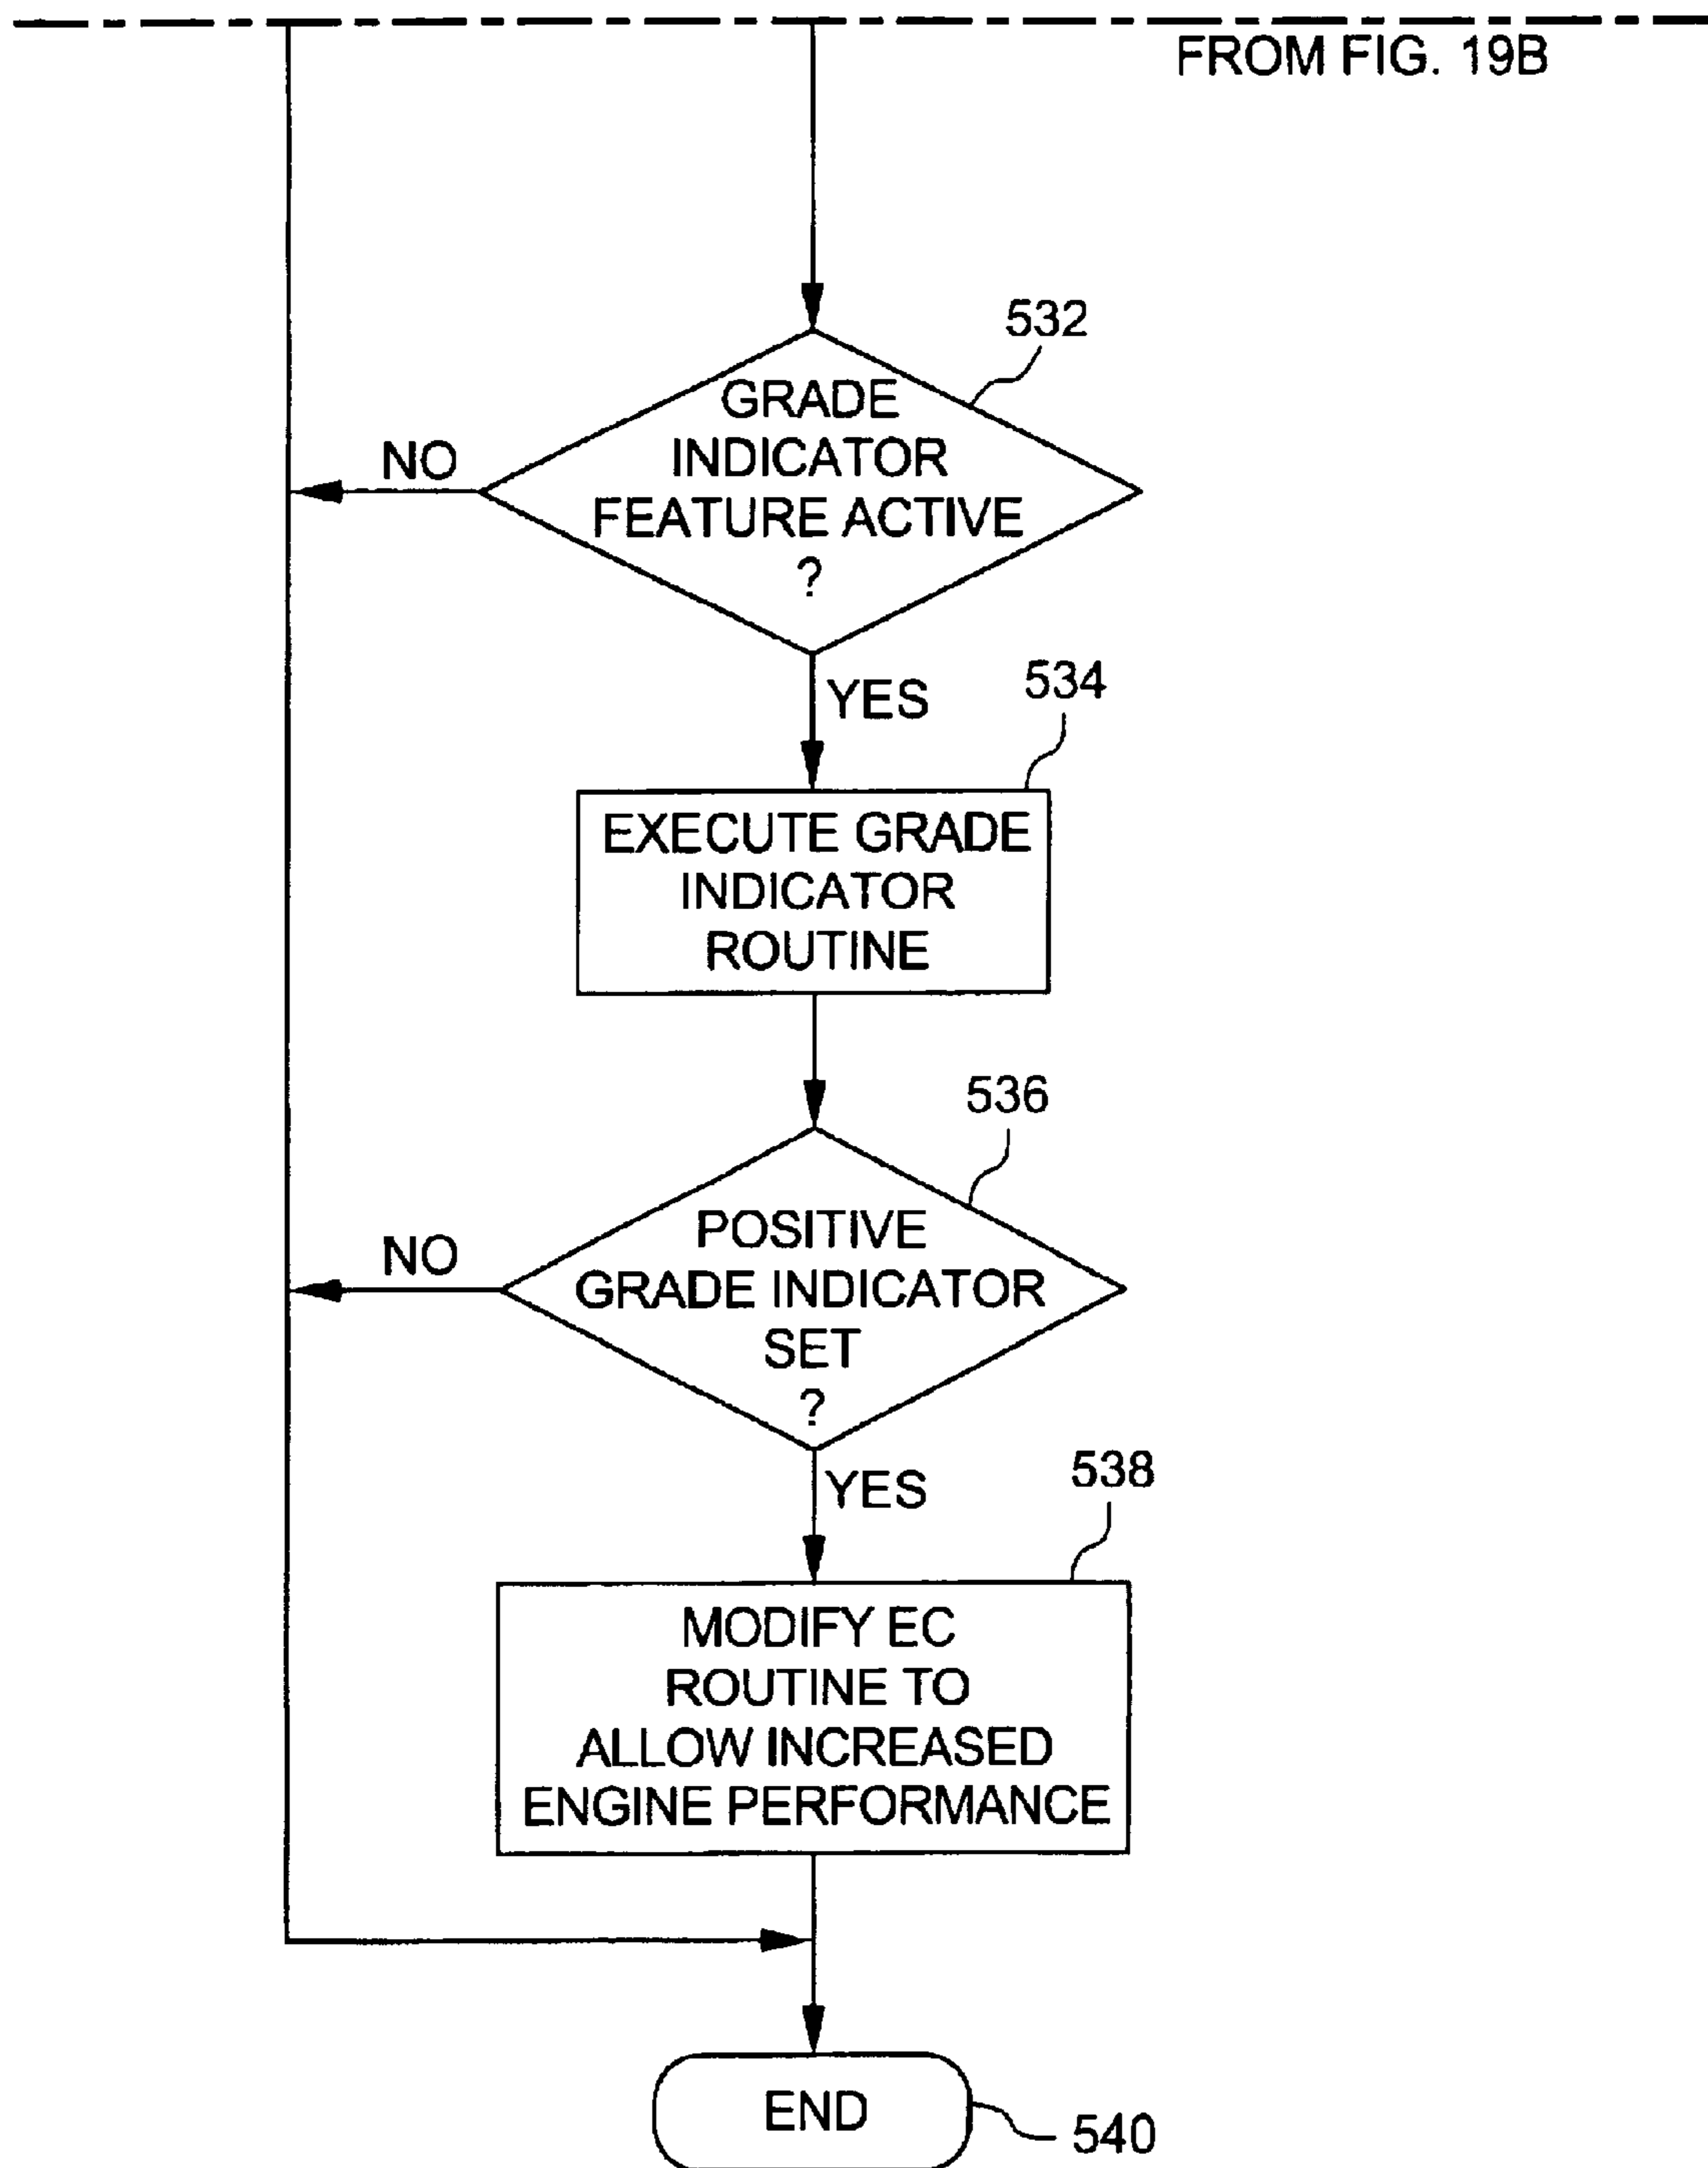 FROM FIG. 19B
532
GRADE
INDICATOR
FEATURE ACTIVE
?
NO
YES
534
EXECUTE GRADE
INDICATOR
ROUTINE
536
POSITIVE
GRADE INDICATOR
SET
?
NO
YES
538
MODIFY EC
ROUTINE TO
ALLOW INCREASED
ENGINE PERFORMANCE
END
540